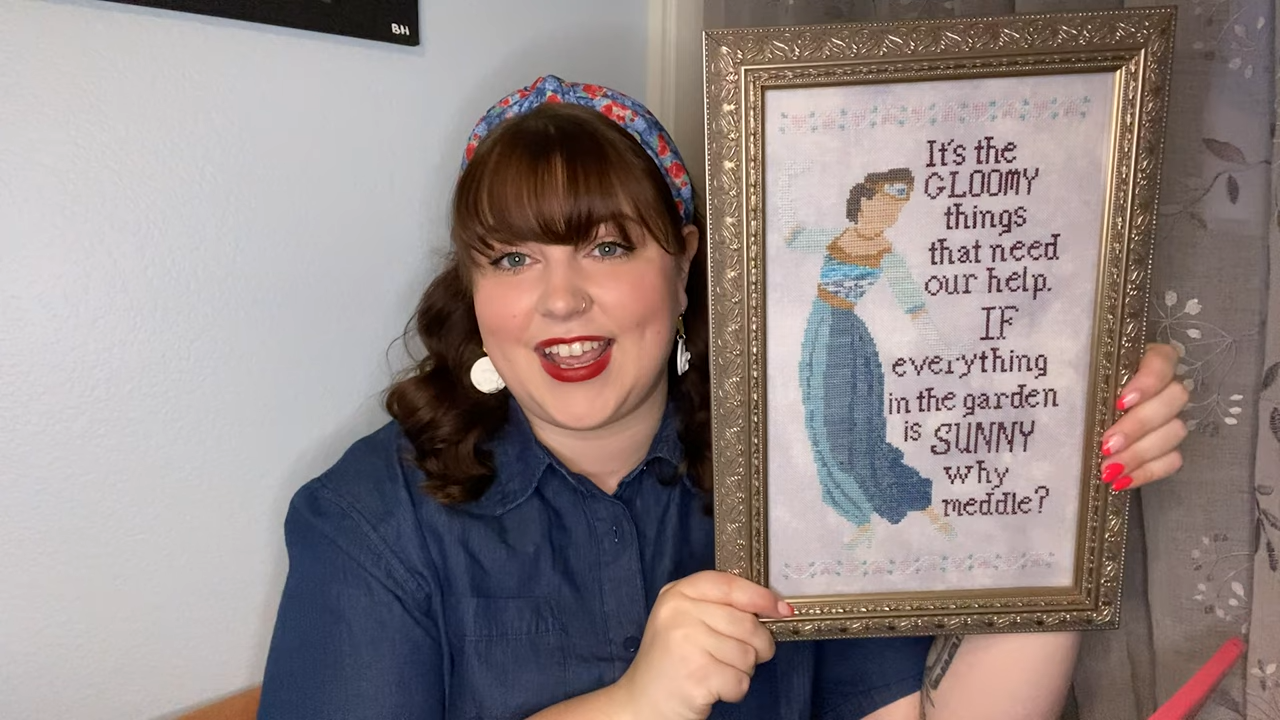 BH
It's the
GLOOMY
things
that need
our help.
IF
everything
in the garden
is SUNNY
why
meddle?